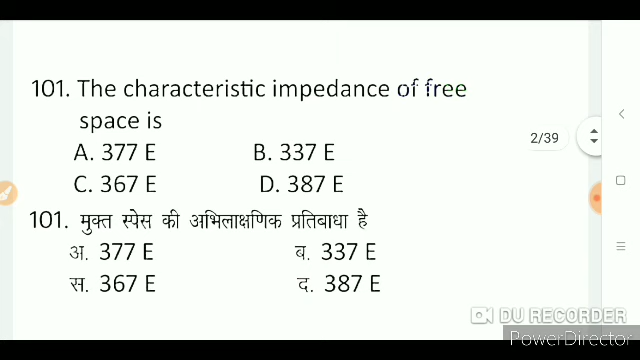 101. The characteristic impedance of free
space is
A. 377 E B. 337 E
C. 367 E D. 387 E
101. मुक्त स्पेस की अभिलाक्षणिक प्रतिबाधा है
अ. 377 E ब. 337 E
स. 367 E द. 387 E
2/39
DU RECORDER
PowerDirector